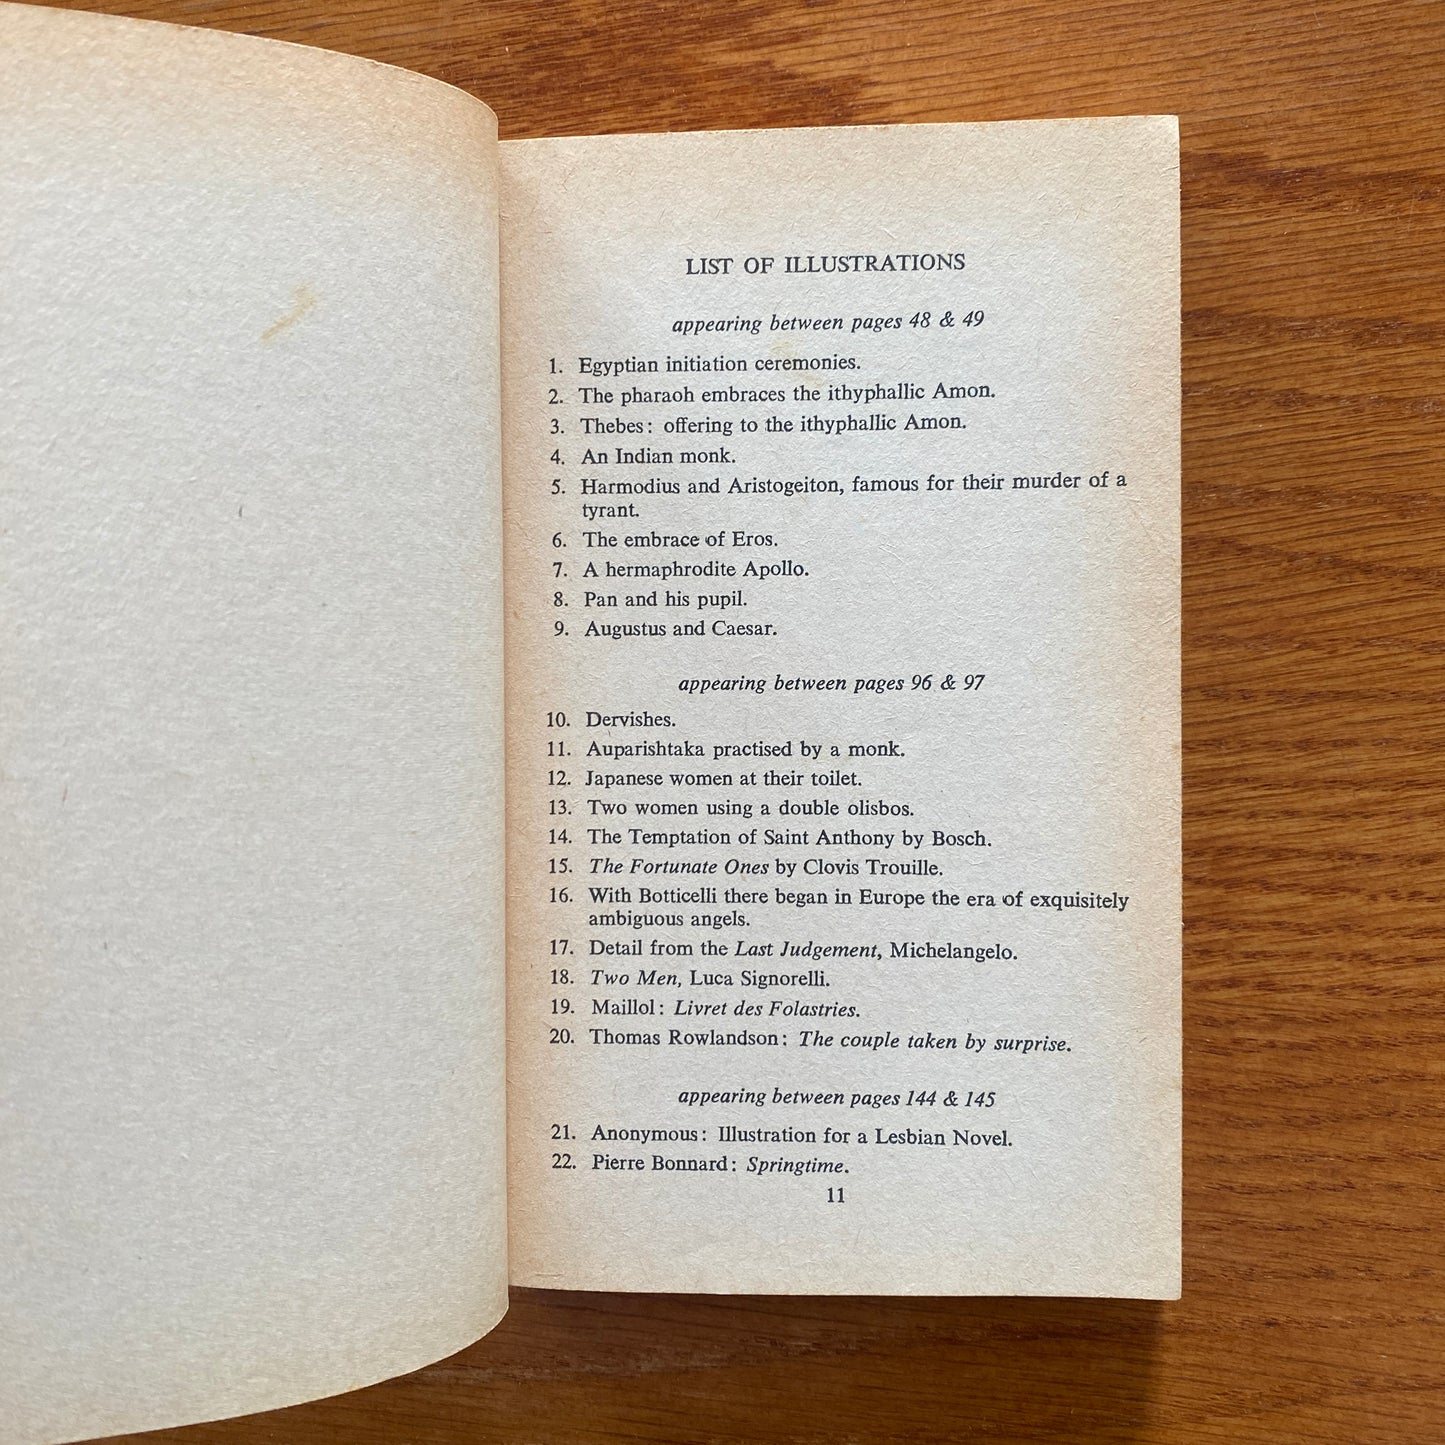 LIST OF ILLUSTRATIONS
appearing between pages 48 & 49
1. Egyptian initiation ceremonies.
2. The pharaoh embraces the ithyphallic Amon.
3. Thebes: offering to the ithyphallic Amon.
4. An Indian monk.
5. Harmodius and Aristogeiton, famous for their murder of a
tyrant.
6. The embrace of Eros.
7. A hermaphrodite Apollo.
8. Pan and his pupil.
9. Augustus and Caesar.
appearing between pages 96 & 97
10. Dervishes.
11. Auparishtaka practised by a monk.
12. Japanese women at their toilet.
13. Two women using a double olisbos.
14. The Temptation of Saint Anthony by Bosch.
15. The Fortunate Ones by Clovis Trouille.
16. With Botticelli there began in Europe the era of exquisitely
ambiguous angels.
17. Detail from the Last Judgement, Michelangelo.
18. Two Men, Luca Signorelli.
19. Maillol: Livret des Folastries.
20. Thomas Rowlandson: The couple taken by surprise.
appearing between pages 144 & 145
21. Anonymous: Illustration for a Lesbian Novel.
22. Pierre Bonnard: Springtime.
11